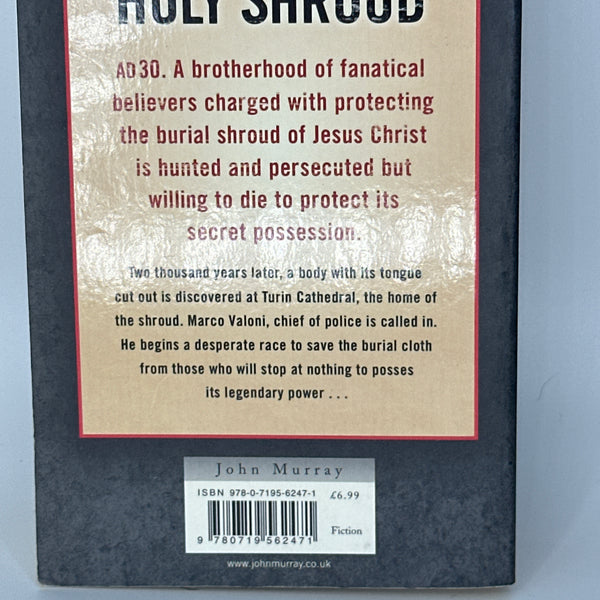 HOLY SHROUD
AD30. A brotherhood of fanatical
believers charged with protecting
the burial shroud of Jesus Christ
is hunted and persecuted but
willing to die to protect its
secret possession.
Two thousand years later, a body with its tongue
cut out is discovered at Turin Cathedral, the home of
the shroud. Marco Valoni, chief of police is called in.
He begins a desperate race to save the burial cloth
from those who will stop at nothing to posses
its legendary power . . .
John Murray
ISBN 978-0-7195-6247-1
£6.99
Fiction
9 780719 562471
www.johnmurray.co.uk